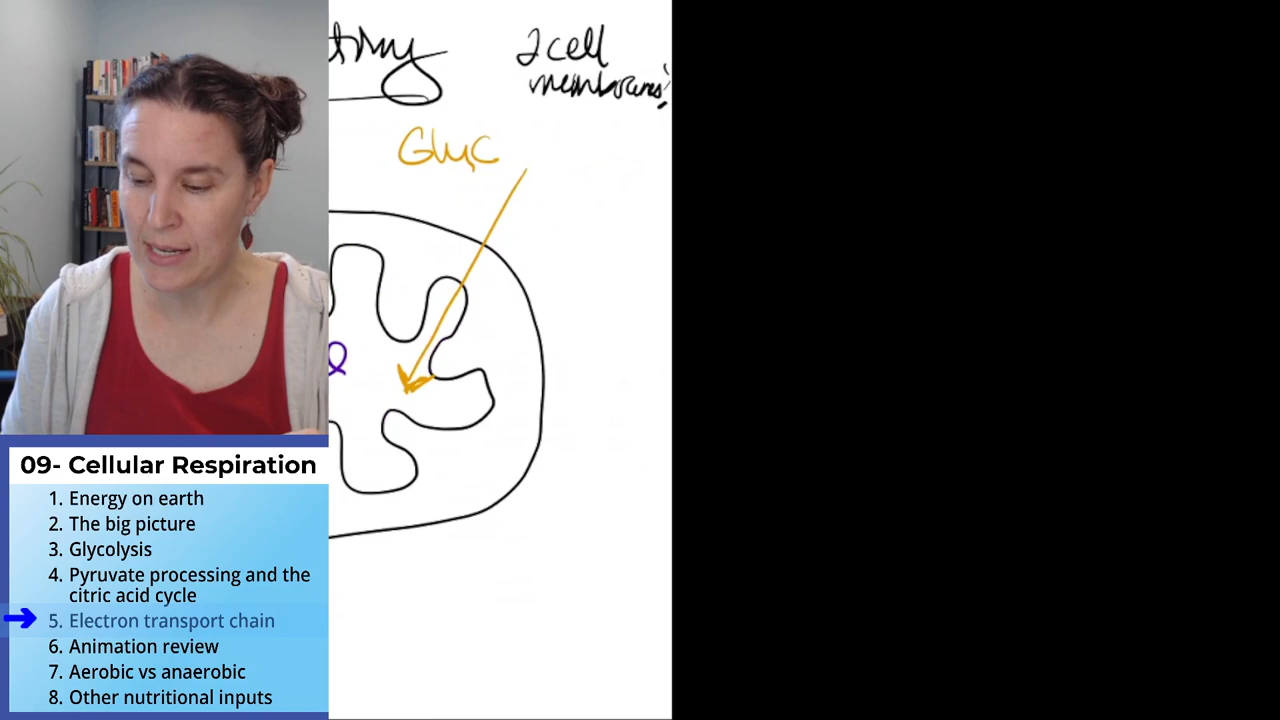 2 cell
membranes!
Glyc
09- Cellular Respiration
1. Energy on earth
2. The big picture
3. Glycolysis
4. Pyruvate processing and the
citric acid cycle
5. Electron transport chain
6. Animation review
7. Aerobic vs anaerobic
8. Other nutritional inputs